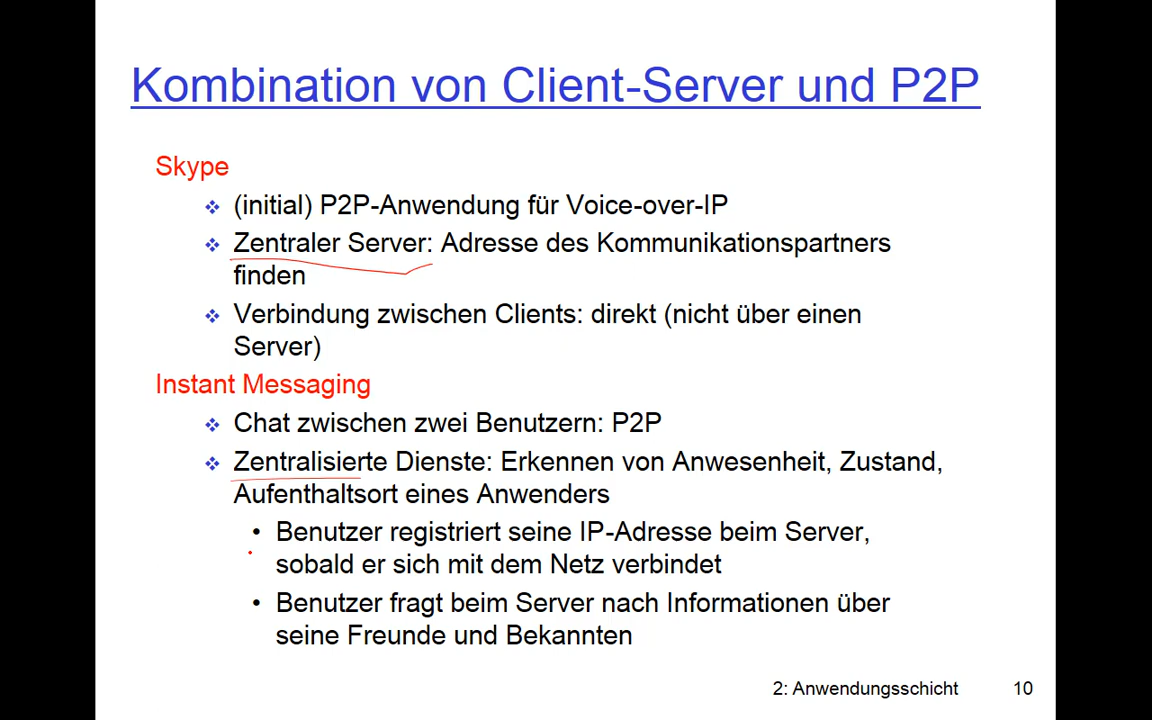 Kombination von Client-Server und P2P
Skype
❖ (initial) P2P-Anwendung für Voice-over-IP
❖ Zentraler Server: Adresse des Kommunikationspartners
finden
❖ Verbindung zwischen Clients: direkt (nicht über einen
Server)
Instant Messaging
❖ Chat zwischen zwei Benutzern: P2P
❖ Zentralisierte Dienste: Erkennen von Anwesenheit, Zustand,
Aufenthaltsort eines Anwenders
• Benutzer registriert seine IP-Adresse beim Server,
sobald er sich mit dem Netz verbindet
• Benutzer fragt beim Server nach Informationen über
seine Freunde und Bekannten
2: Anwendungsschicht 10